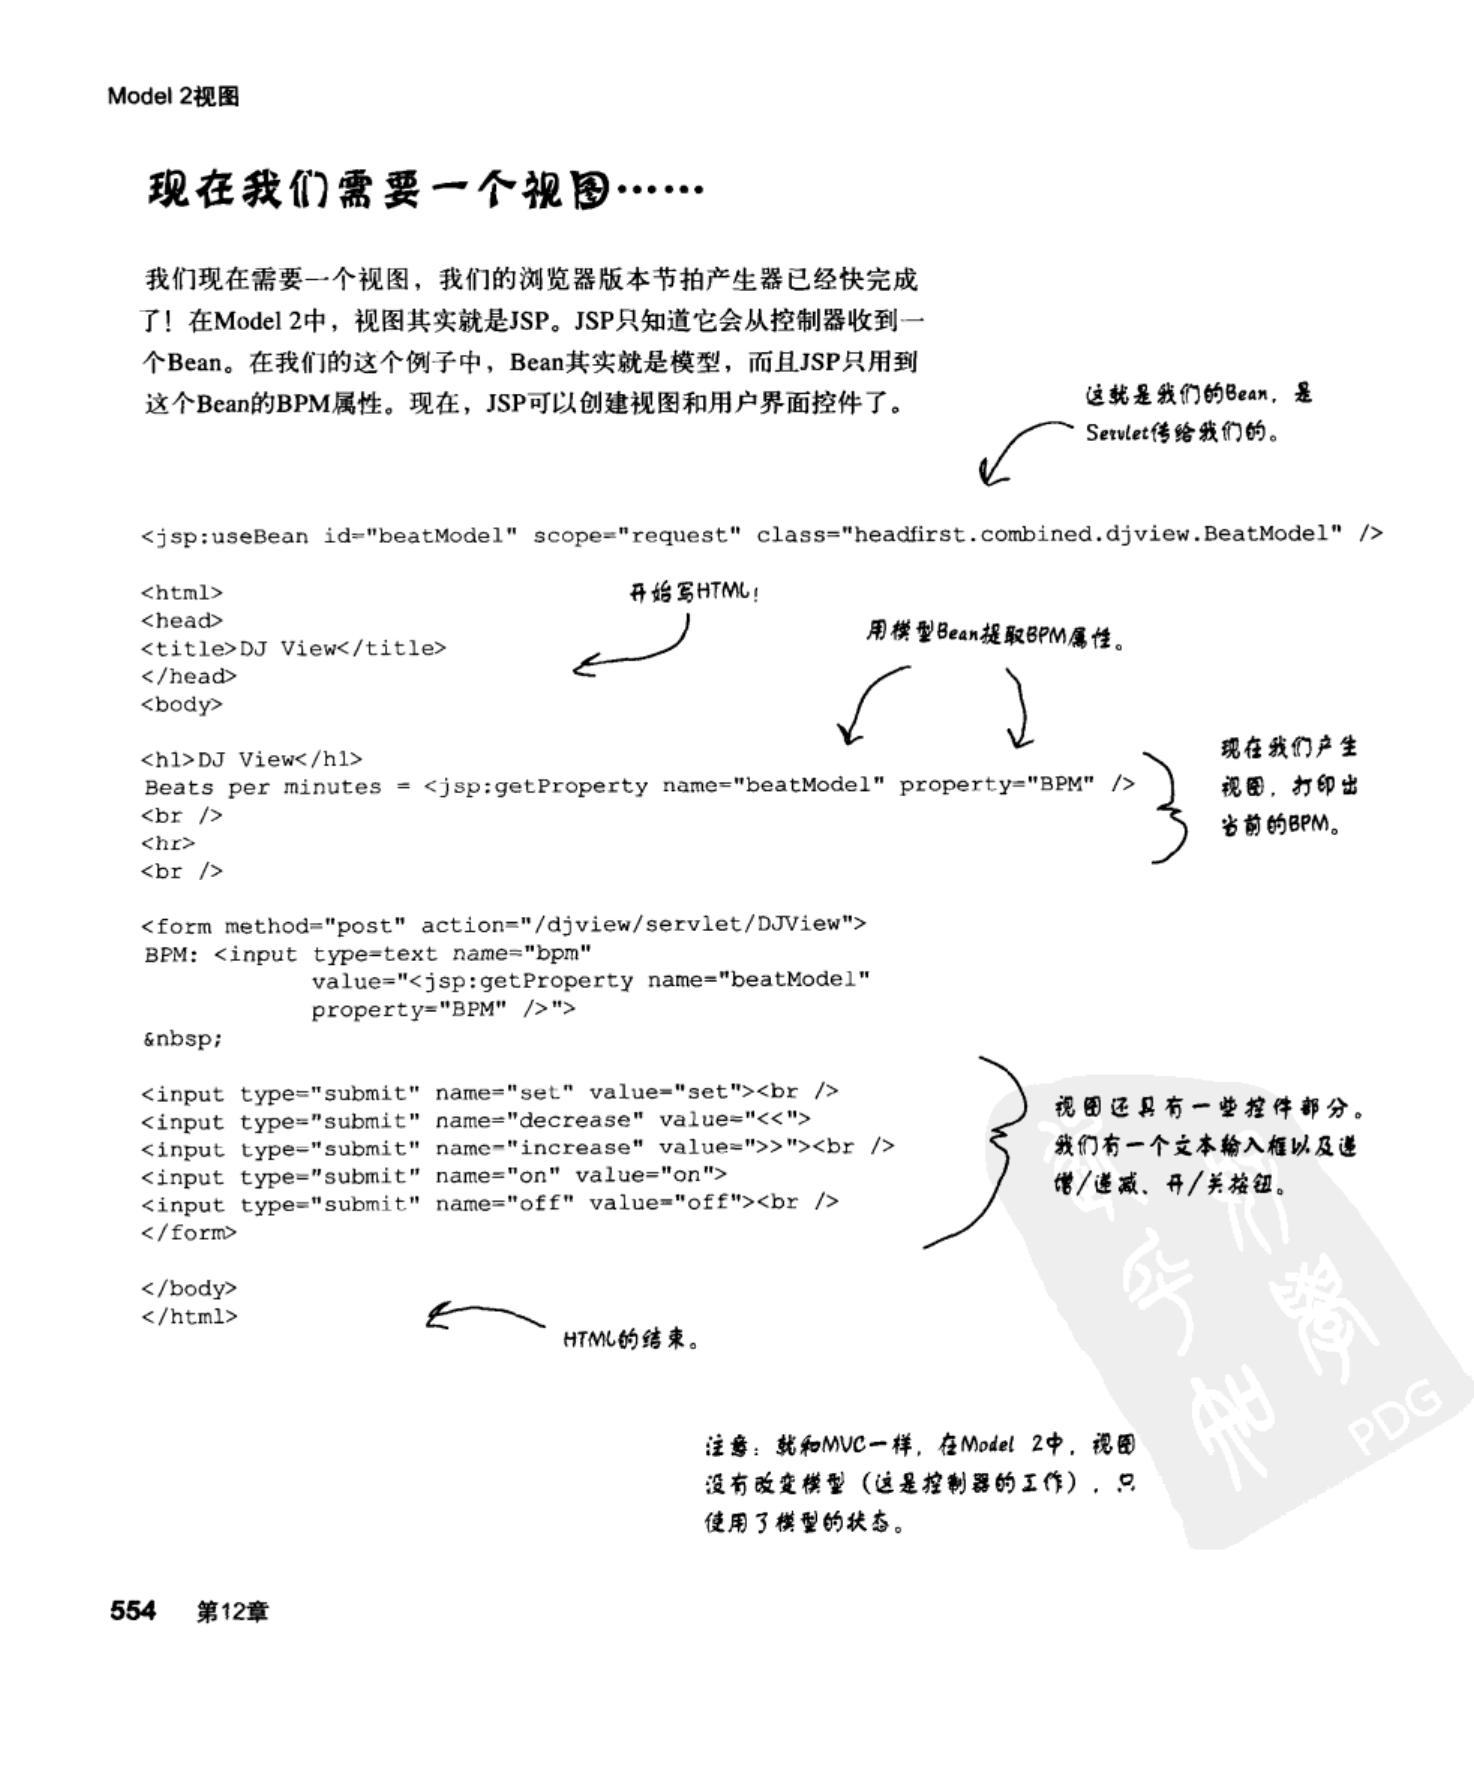 Model 2视图
现在我们需要一个视图……
我们现在需要一个视图，我们的浏览器版本节拍产生器已经快完成
了！在Model 2中，视图其实就是JSP。JSP只知道它会从控制器收到一
个Bean。在我们的这个例子中，Bean其实就是模型，而且JSP只用到
这个Bean的BPM属性。现在，JSP可以创建视图和用户界面控件了。
这就是我们的Bean，是
Servlet传给我们的。
<jsp:useBean id="beatModel" scope="request" class="headfirst.combined.djview.BeatModel" />
<html>
开始写HTML！
<head>
用模型Bean提取BPM属性。
<title>DJ View</title>
</head>
<body>
<h1>DJ View</h1>
Beats per minutes = <jsp:getProperty name="beatModel" property="BPM" />
<br />
<hr>
<br />
现在我们产生
视图，打印出
当前的BPM。
<form method="post" action="/djview/servlet/DJView">
BPM: <input type=text name="bpm"
value="<jsp:getProperty name="beatModel"
property="BPM" />">
&nbsp;
<input type="submit" name="set" value="set"><br />
<input type="submit" name="decrease" value="<<">
<input type="submit" name="increase" value=">>"><br />
<input type="submit" name="on" value="on">
<input type="submit" name="off" value="off"><br />
</form>
视图还具有一些控件部分。
我们有一个文本输入框以及递
增/递减、开/关按钮。
</body>
</html>
HTML的结束。
注意：就和MVC一样，在Model 2中，视图
没有改变模型（这是控制器的工作），只
使用了模型的状态。
PDG
554 第12章